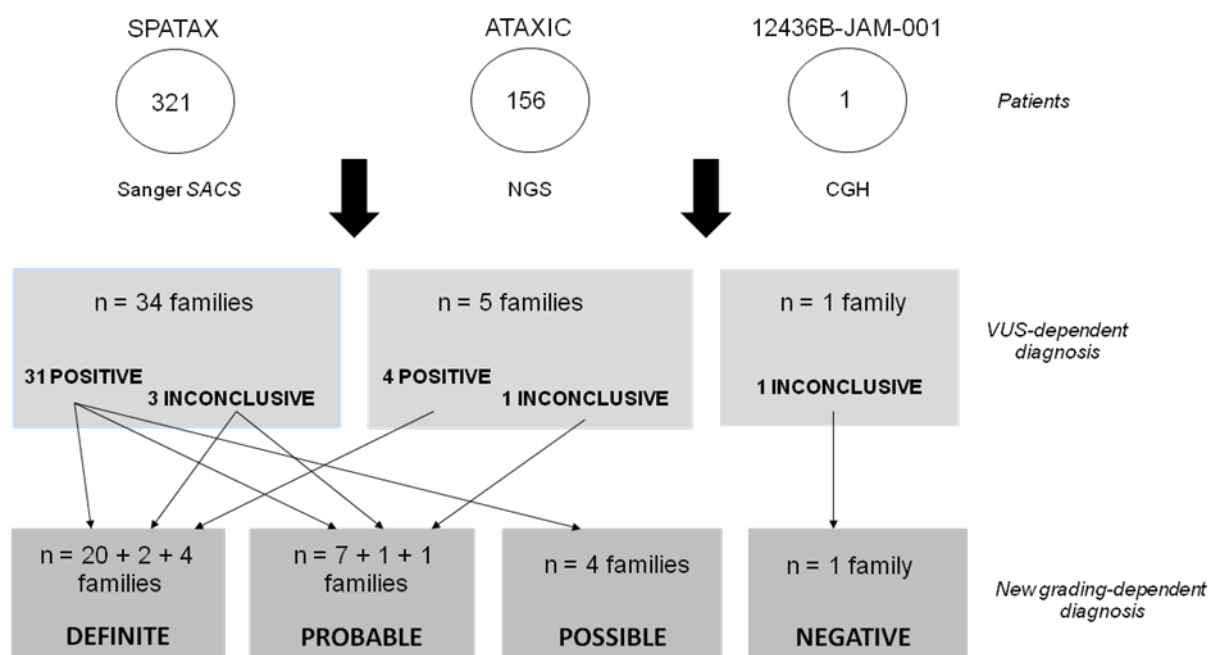 SPATAX
ATAXIC
12436B-JAM-001
321
156
1
Patients
Sanger SACS
NGS
CGH
n = 34 families
n = 5 families
n = 1 family
VUS-dependent
diagnosis
31 POSITIVE
3 INCONCLUSIVE
4 POSITIVE
1 INCONCLUSIVE
1 INCONCLUSIVE
n = 20 + 2 + 4
families
DEFINITE
n = 7 + 1 + 1
families
PROBABLE
n = 4 families
POSSIBLE
n = 1 family
NEGATIVE
New grading-dependent
diagnosis